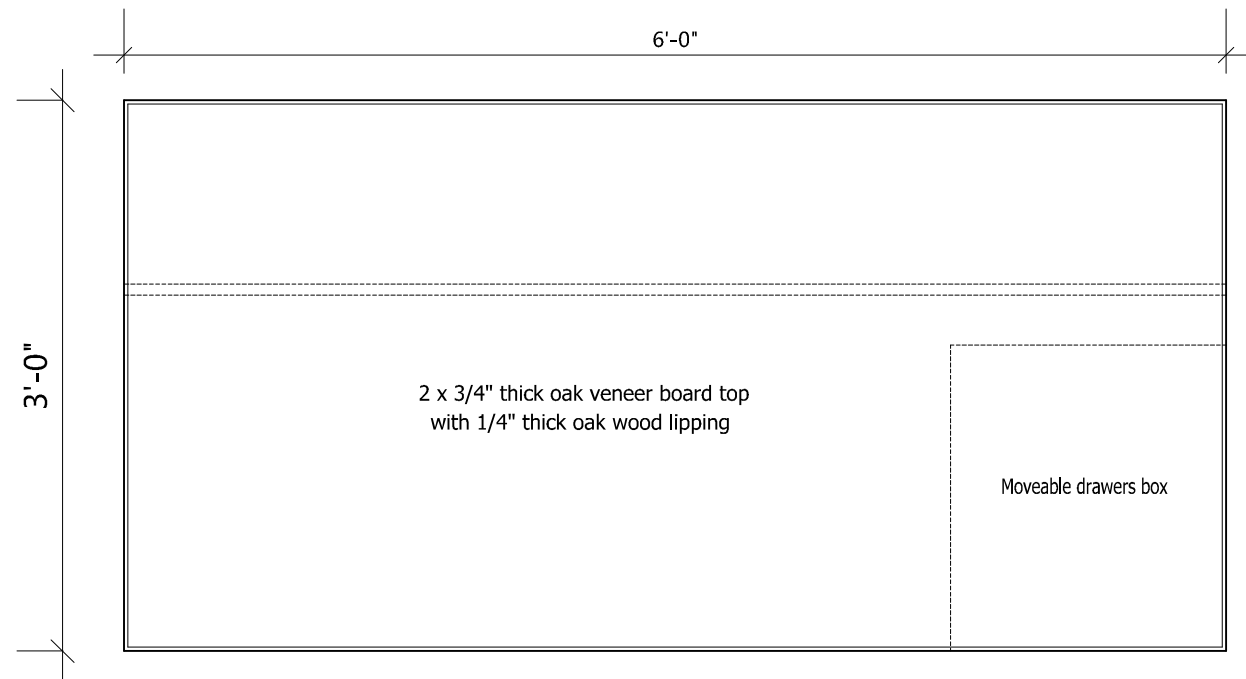 6'-0"
3'-0"
2 x 3/4" thick oak veneer board top
with 1/4" thick oak wood lipping
Moveable drawers box